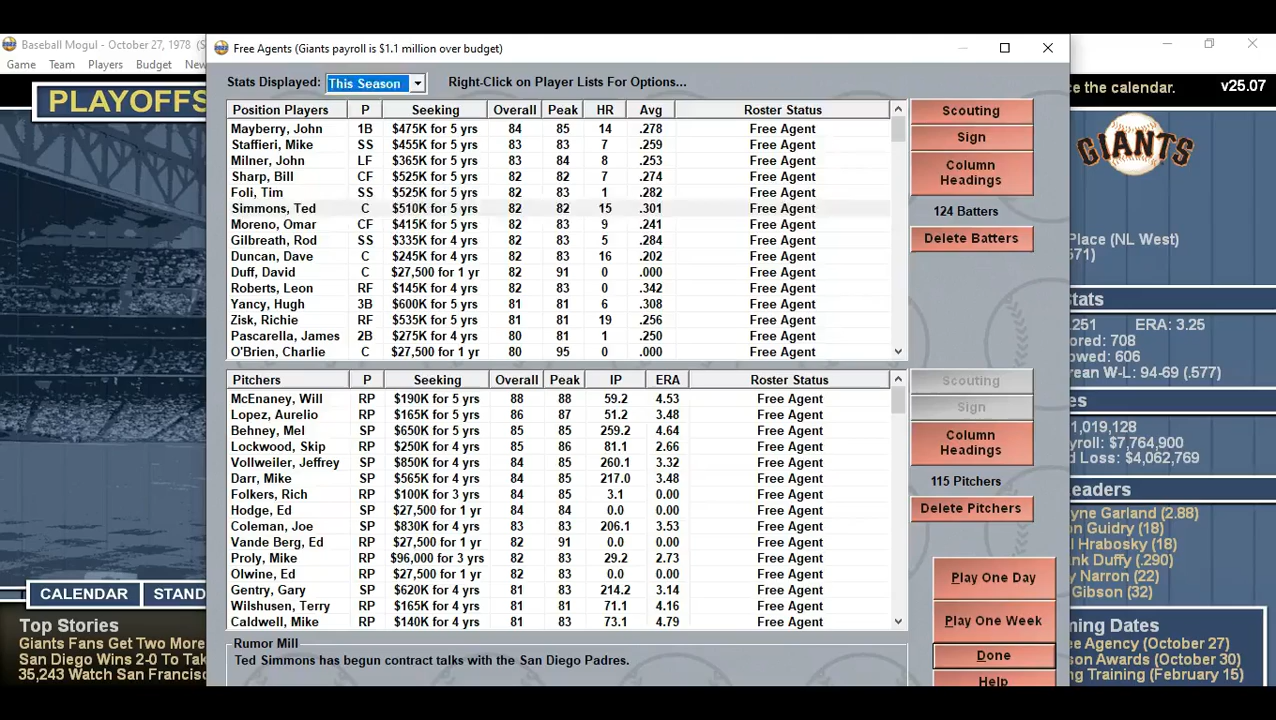 Baseball Mogul - October 27, 1978 (S
Game Team Players Budget New
PLAYOFFS
Free Agents (Giants payroll is $1.1 million over budget)
Stats Displayed: This Season Right-Click on Player Lists For Options...
Position Players P Seeking Overall Peak HR Avg Roster Status
Mayberry, John 1B $475K for 5 yrs 84 85 14 .278 Free Agent
Staffieri, Mike SS $455K for 5 yrs 83 83 7 .259 Free Agent
Milner, John LF $365K for 5 yrs 83 84 8 .253 Free Agent
Sharp, Bill CF $525K for 5 yrs 82 82 7 .274 Free Agent
Foli, Tim SS $525K for 5 yrs 82 83 1 .282 Free Agent
Simmons, Ted C $510K for 5 yrs 82 82 15 .301 Free Agent
Moreno, Omar CF $415K for 5 yrs 82 83 9 .241 Free Agent
Gilbreath, Rod SS $335K for 4 yrs 82 83 5 .284 Free Agent
Duncan, Dave C $245K for 4 yrs 82 83 16 .202 Free Agent
Duff, David C $27,500 for 1 yr 82 91 0 .000 Free Agent
Roberts, Leon RF $145K for 4 yrs 82 83 0 .342 Free Agent
Yancy, Hugh 3B $600K for 5 yrs 81 81 6 .308 Free Agent
Zisk, Richie RF $535K for 5 yrs 81 81 19 .256 Free Agent
Pascarella, James 2B $275K for 4 yrs 80 81 1 .250 Free Agent
O'Brien, Charlie C $27,500 for 1 yr 80 95 0 .000 Free Agent
Scouting
Sign
Column
Headings
124 Batters
Delete Batters
Pitchers P Seeking Overall Peak IP ERA Roster Status
McEnaney, Will RP $190K for 5 yrs 88 88 59.2 4.53 Free Agent
Lopez, Aurelio RP $165K for 5 yrs 86 87 51.2 3.48 Free Agent
Behney, Mel SP $650K for 5 yrs 85 85 259.2 4.64 Free Agent
Lockwood, Skip RP $250K for 4 yrs 85 86 81.1 2.66 Free Agent
Vollweiler, Jeffrey SP $850K for 4 yrs 84 85 260.1 3.32 Free Agent
Darr, Mike SP $565K for 4 yrs 84 85 217.0 3.48 Free Agent
Folkers, Rich RP $100K for 3 yrs 84 85 3.1 0.00 Free Agent
Hodge, Ed RP $27,500 for 1 yr 84 84 0.0 0.00 Free Agent
Coleman, Joe SP $830K for 4 yrs 83 83 206.1 3.53 Free Agent
Vande Berg, Ed RP $27,500 for 1 yr 82 91 0.0 0.00 Free Agent
Proly, Mike RP $96,000 for 3 yrs 82 83 29.2 2.73 Free Agent
Olwine, Ed RP $27,500 for 1 yr 82 83 0.0 0.00 Free Agent
Gentry, Gary SP $620K for 4 yrs 81 83 214.2 3.14 Free Agent
Wilshusen, Terry RP $165K for 4 yrs 81 81 71.1 4.16 Free Agent
Caldwell, Mike SP $140K for 4 yrs 81 83 73.1 4.79 Free Agent
Scouting
Sign
Column
Headings
115 Pitchers
Delete Pitchers
Play One Day
Play One Week
Done
Help
Rumor Mill
Ted Simmons has begun contract talks with the San Diego Padres.
CALENDAR STAND
Top Stories
Giants Fans Get Two More
San Diego Wins 2-0 To Tak
35,243 Watch San Francisc
ce the calendar. v25.07
GIANTS
Place (NL West)
571)
tats
.251 ERA: 3.25
ored: 708
owed: 606
rean W-L: 94-69 (.577)
es
1,019,128
yroll: $7,764,900
d Loss: $4,062,769
eaders
yne Garland (2.88)
on Guidry (18)
l Hrabosky (18)
nk Duffy (.290)
y Narron (22)
Gibson (32)
ming Dates
e Agency (October 27)
son Awards (October 30)
ng Training (February 15)